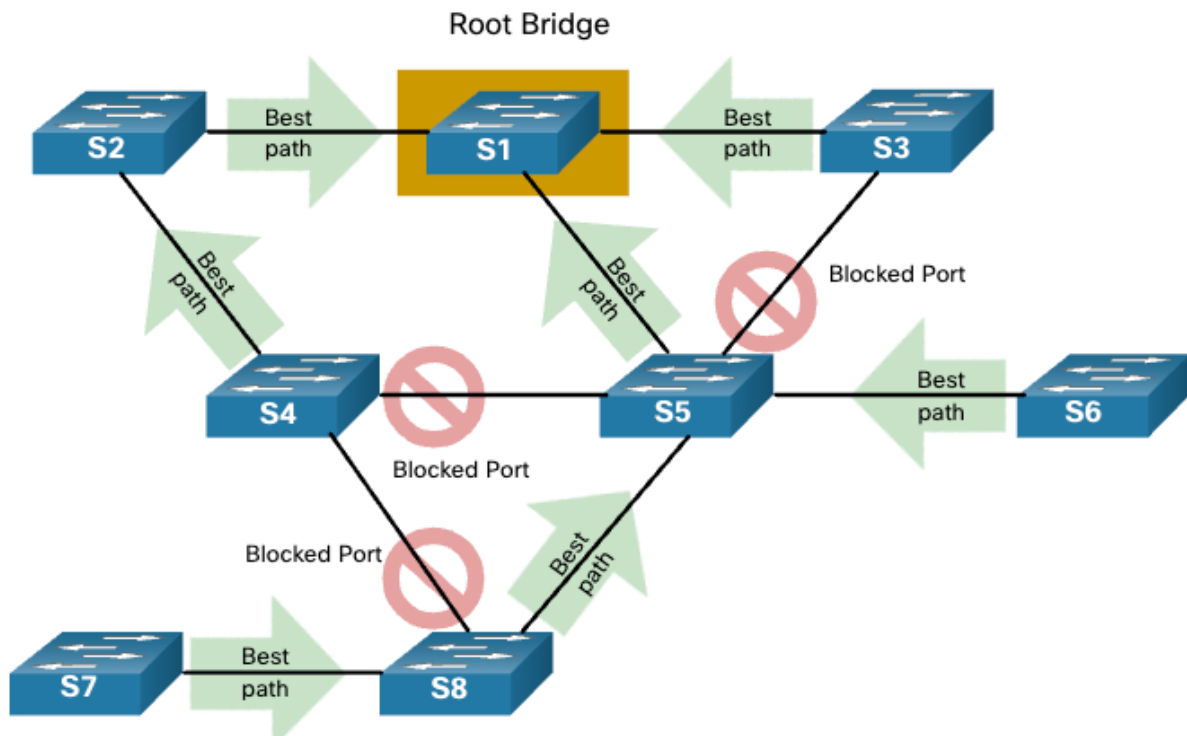 Root Bridge
Best
path
Best
path
S2
S1
S3
Best
path
Best
path
Blocked Port
Best
path
S4
S5
S6
Blocked Port
Blocked Port
Best
path
Best
path
S7
S8